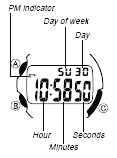 PM indicator
Day of week
Day
SU 30
A
P
10:58 50
B
C
Hour
Seconds
Minutes